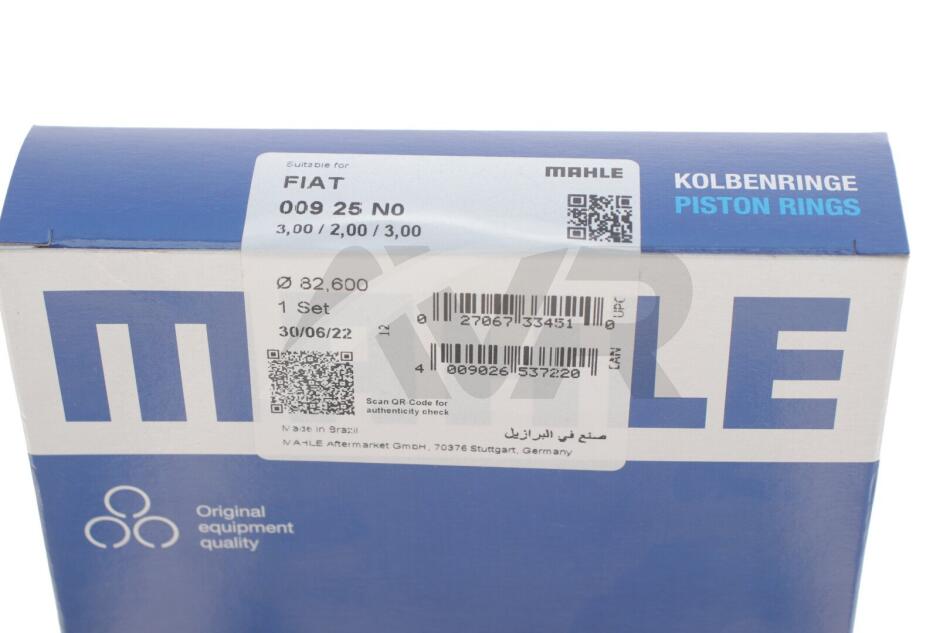 Suitable for
FIAT
009 25 N0
3,00 / 2,00 / 3,00
MAHLE
KOLBENRINGE
PISTON RINGS
Ø 82,600
1 Set
30/06/22
12
0 27067 33451 0
UPC
4 009026 537220
EAN
Scan QR-Code for
authenticity check
Made in Brazil
صنع في البرازيل
MAHLE Aftermarket GmbH, 70376 Stuttgart, Germany
MAHLE
AVR
Original
equipment
quality